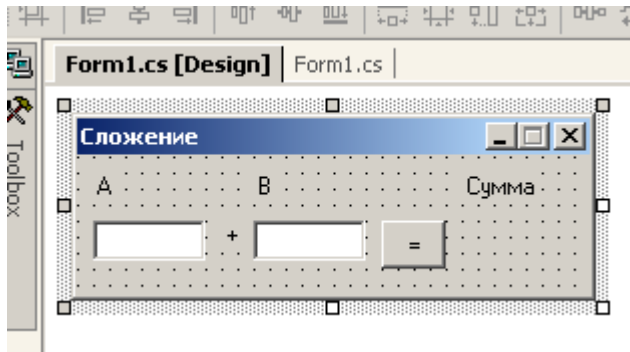 Form1.cs [Design] Form1.cs
Toolbox
Сложение
A B Сумма
+ =